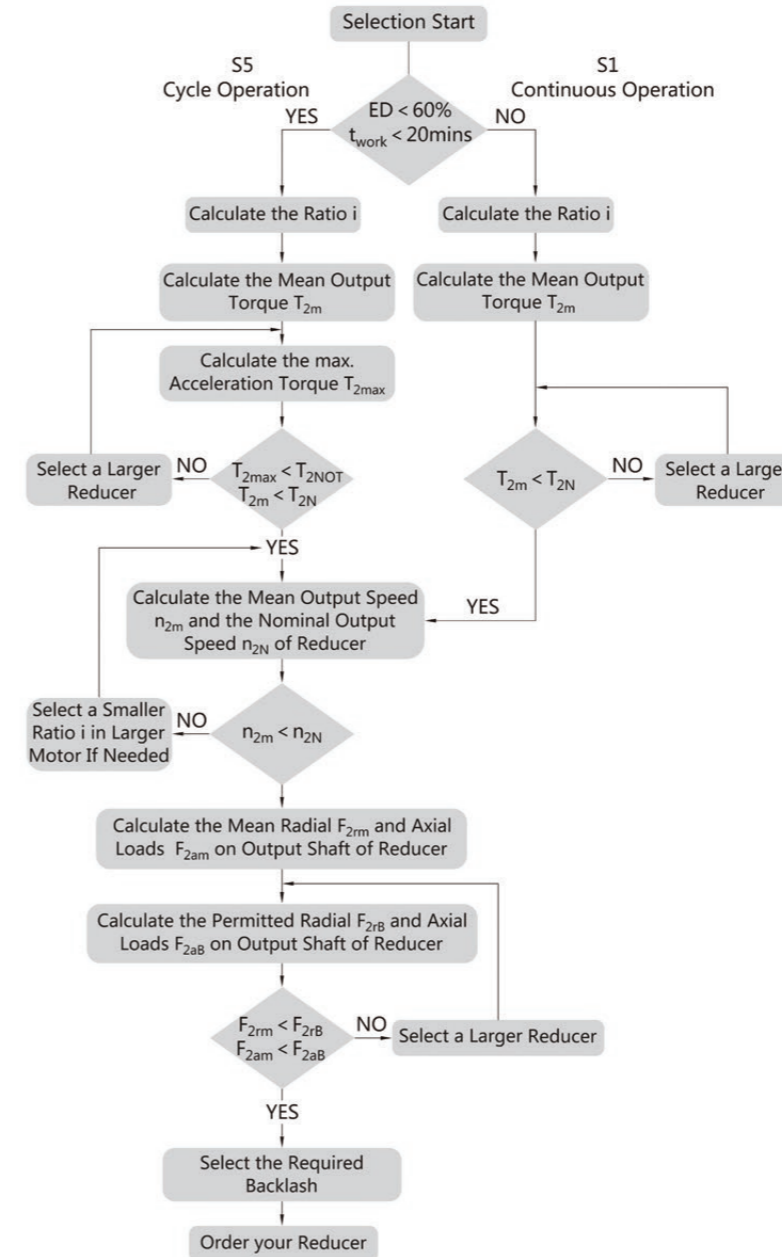 Selection Start
S5
Cycle Operation
S1
Continuous Operation
ED < 60%
t_work < 20mins
YES
NO
Calculate the Ratio i
Calculate the Ratio i
Calculate the Mean Output
Torque T_2m
Calculate the Mean Output
Torque T_2m
Calculate the max.
Acceleration Torque T_2max
Select a Larger
Reducer
NO
T_2max < T_2NOT
T_2m < T_2N
T_2m < T_2N
NO
Select a Large
Reducer
YES
Calculate the Mean Output Speed
n_2m and the Nominal Output
Speed n_2N of Reducer
YES
Select a Smaller
Ratio i in Larger
Motor If Needed
NO
n_2m < n_2N
Calculate the Mean Radial F_2rm and Axial
Loads F_2am on Output Shaft of Reducer
Calculate the Permitted Radial F_2rB and Axial
Loads F_2aB on Output Shaft of Reducer
F_2rm < F_2rB
F_2am < F_2aB
NO
Select a Larger Reducer
YES
Select the Required
Backlash
Order your Reducer